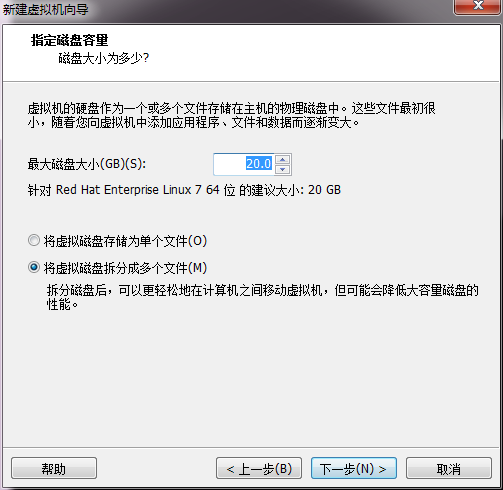 新建虚拟机向导
指定磁盘容量
磁盘大小为多少?
虚拟机的硬盘作为一个或多个文件存储在主机的物理磁盘中。这些文件最初很
小，随着您向虚拟机中添加应用程序、文件和数据而逐渐变大。
最大磁盘大小(GB)(S): 20.0
针对 Red Hat Enterprise Linux 7 64 位 的建议大小: 20 GB
将虚拟磁盘存储为单个文件(O)
将虚拟磁盘拆分成多个文件(M)
拆分磁盘后，可以更轻松地在计算机之间移动虚拟机，但可能会降低大容量磁盘的
性能。
帮助 < 上一步(B) 下一步(N) > 取消